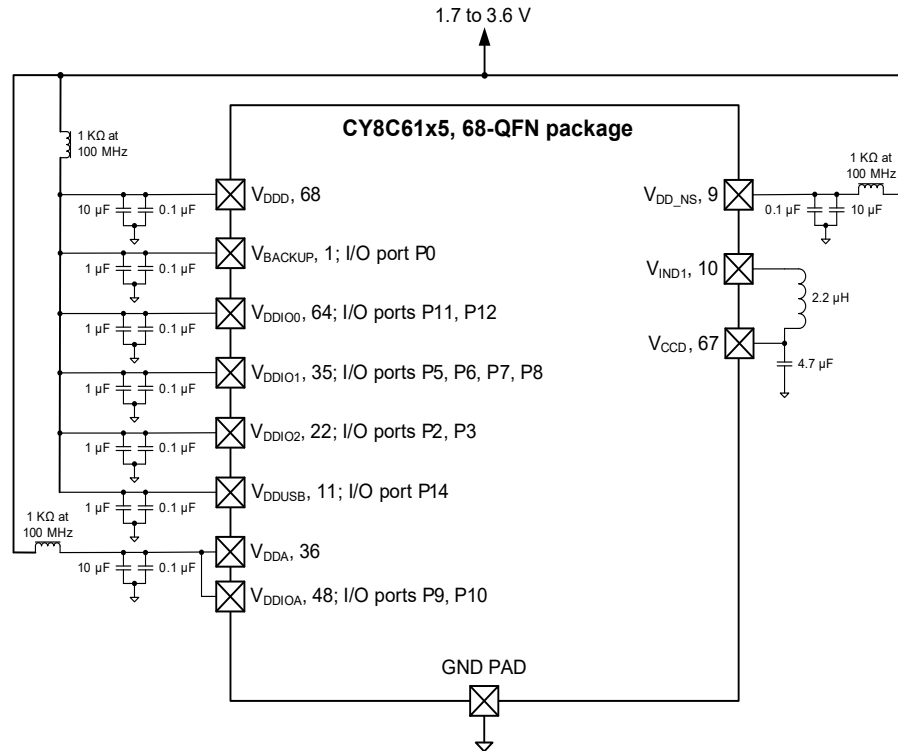 1.7 to 3.6 V
CY8C61x5, 68-QFN package
1 KΩ at
100 MHz
1 KΩ at
100 MHz
10 µF
0.1 µF
VDDD, 68
VDD_NS, 9
0.1 µF
10 µF
1 µF
0.1 µF
VBACKUP, 1; I/O port P0
VIND1, 10
2.2 µH
1 µF
0.1 µF
VDDIO0, 64; I/O ports P11, P12
VCCD, 67
4.7 µF
1 µF
0.1 µF
VDDIO1, 35; I/O ports P5, P6, P7, P8
1 µF
0.1 µF
VDDIO2, 22; I/O ports P2, P3
1 µF
0.1 µF
VDDUSB, 11; I/O port P14
1 KΩ at
100 MHz
10 µF
0.1 µF
VDDA, 36
VDDIOA, 48; I/O ports P9, P10
GND PAD